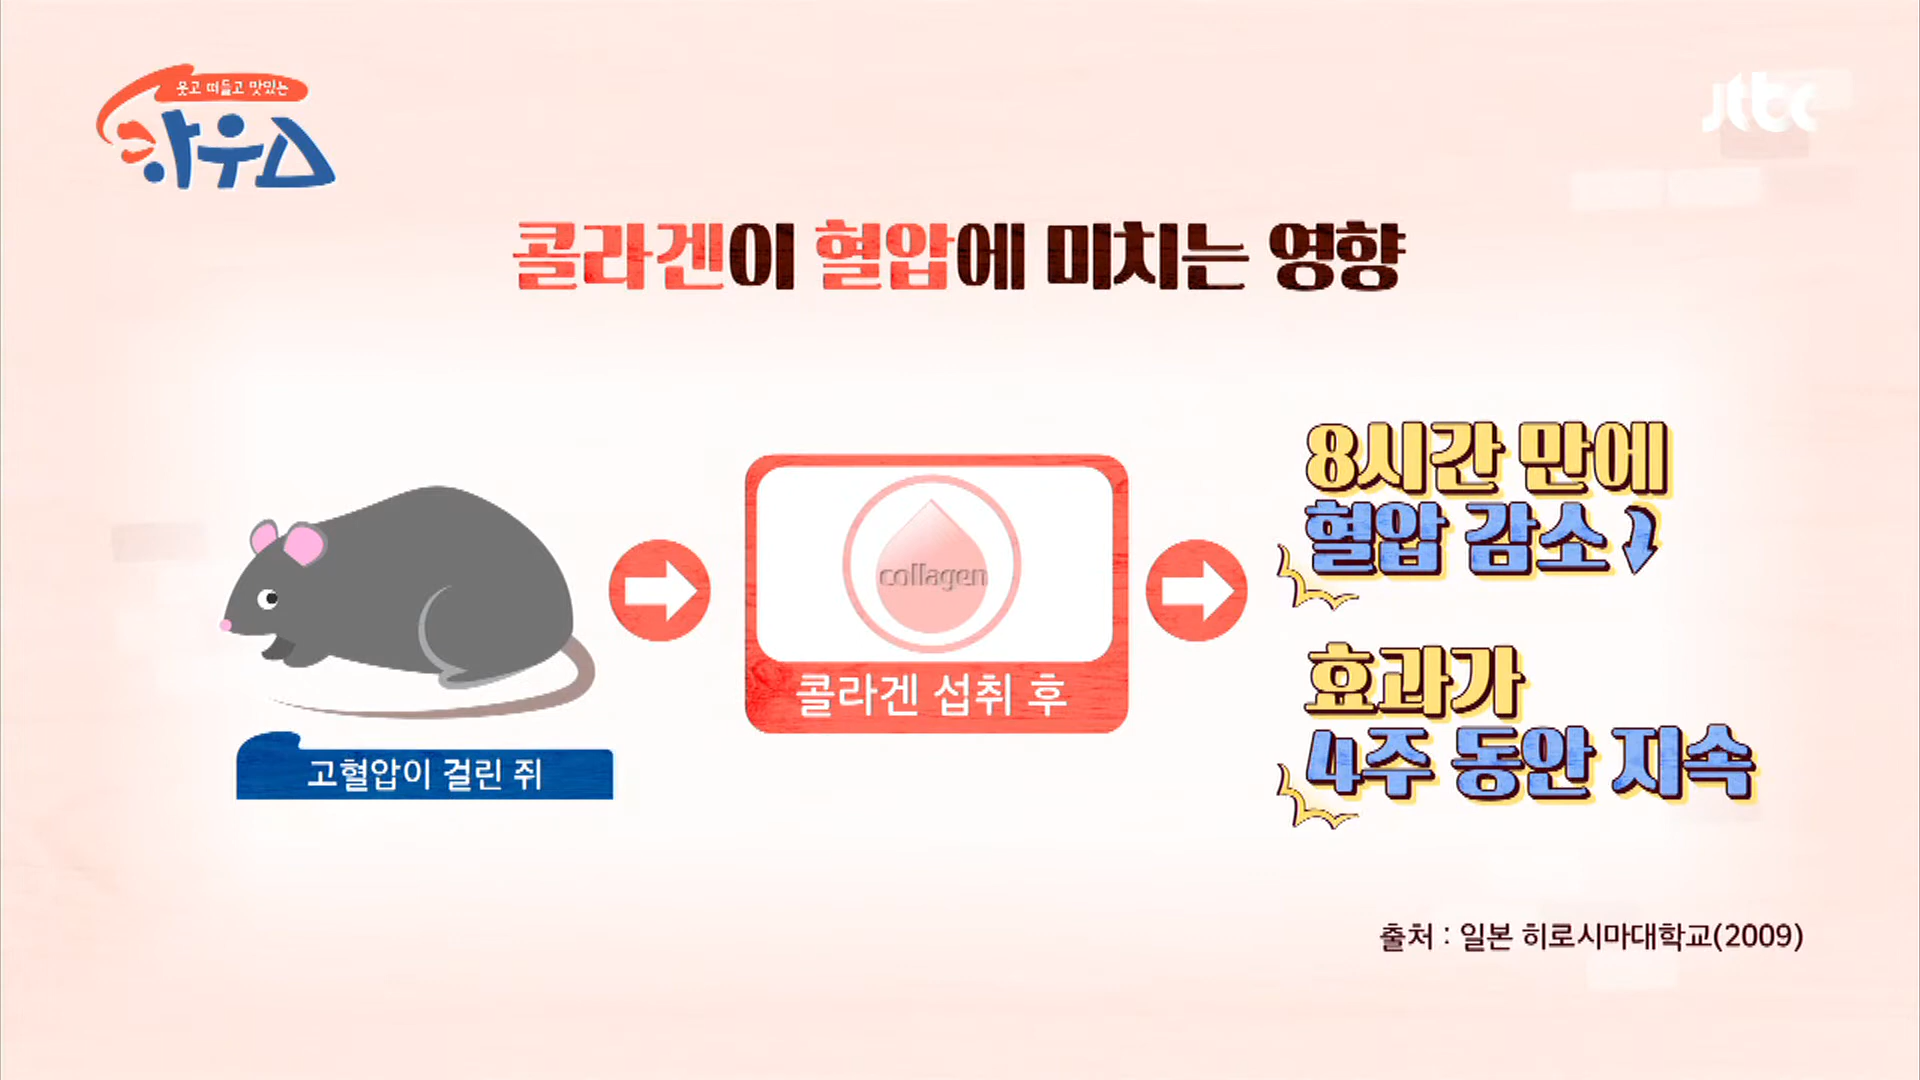 웃고 떠들고 맛있는
하우스
jtbc
콜라겐이 혈압에 미치는 영향
8시간 만에
혈압 감소
collagen
콜라겐 섭취 후
효과가
4주 동안 지속
고혈압이 걸린 쥐
출처 : 일본 히로시마대학교(2009)